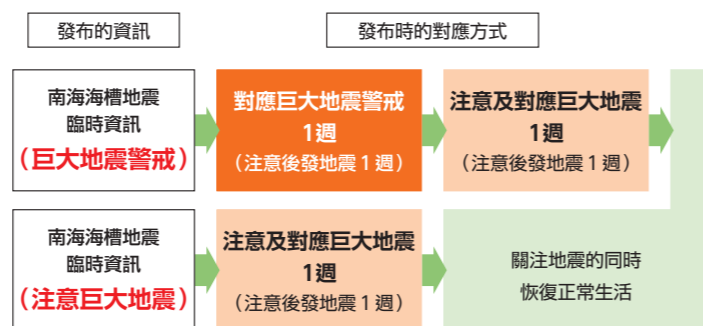 發布的資訊
發布時的對應方式
南海海槽地震
臨時資訊
（巨大地震警戒）
對應巨大地震警戒
1週
（注意後發地震 1 週）
注意及對應巨大地震
1週
（注意後發地震 1 週）
南海海槽地震
臨時資訊
（注意巨大地震）
注意及對應巨大地震
1週
（注意後發地震 1 週）
關注地震的同時
恢復正常生活